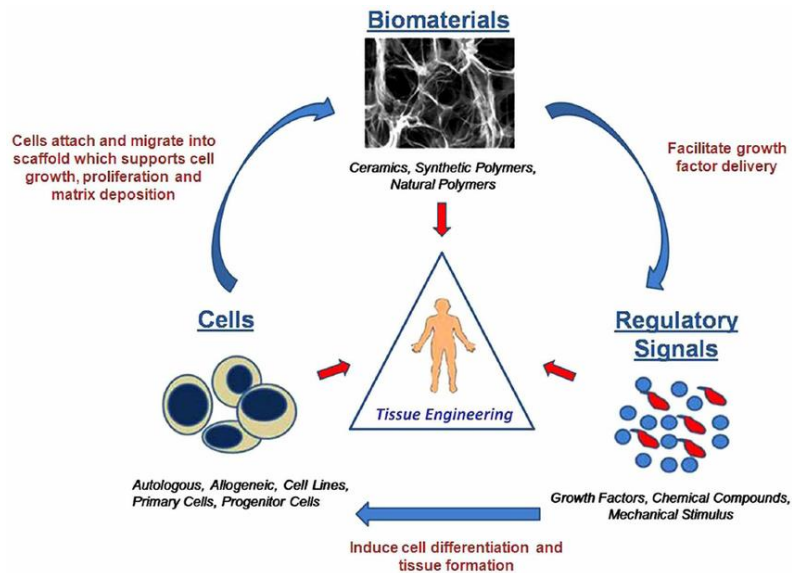 Biomaterials
Cells attach and migrate into
scaffold which supports cell
growth, proliferation and
matrix deposition
Facilitate growth
factor delivery
Ceramics, Synthetic Polymers,
Natural Polymers
Cells
Regulatory
Signals
Tissue Engineering
Autologous, Allogeneic, Cell Lines,
Primary Cells, Progenitor Cells
Growth Factors, Chemical Compounds,
Mechanical Stimulus
Induce cell differentiation and
tissue formation